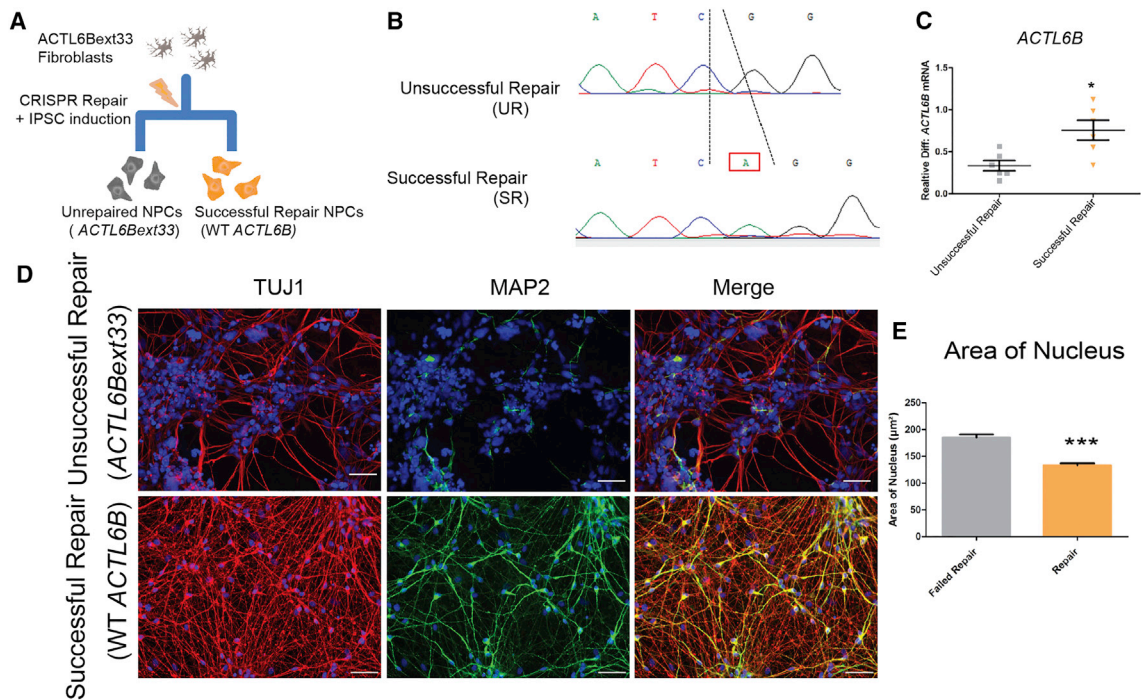 A
ACTL6Bext33
Fibroblasts
CRISPR Repair
+ IPSC induction
Unrepaired NPCs
( ACTL6Bext33)
Successful Repair NPCs
(WT ACTL6B)
B
A T C G G
Unsuccessful Repair
(UR)
A T C A G G
Successful Repair
(SR)
C
ACTL6B
Realtive Diff: ACTL6B mRNA
1.5
1.0
0.5
0.0
*
Unsuccessful Repair
Successful Repair
D
TUJ1
MAP2
Merge
Unsuccessful Repair
(ACTL6Bext33)
Successful Repair
(WT ACTL6B)
E
Area of Nucleus
Area of Nucleus (µm²)
250
200
150
100
50
0
***
Failed Repair
Repair